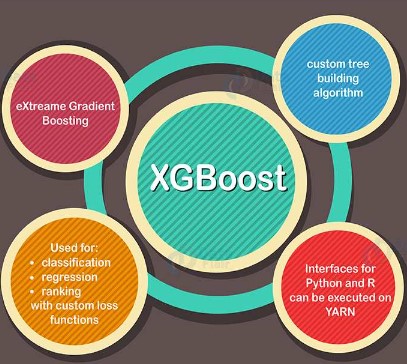 eXtreame Gradient
Boosting
custom tree
building
algorithm
XGBoost
Used for:
• classification
• regression
• ranking
with custom loss
functions
Interfaces for
Python and R
can be executed on
YARN